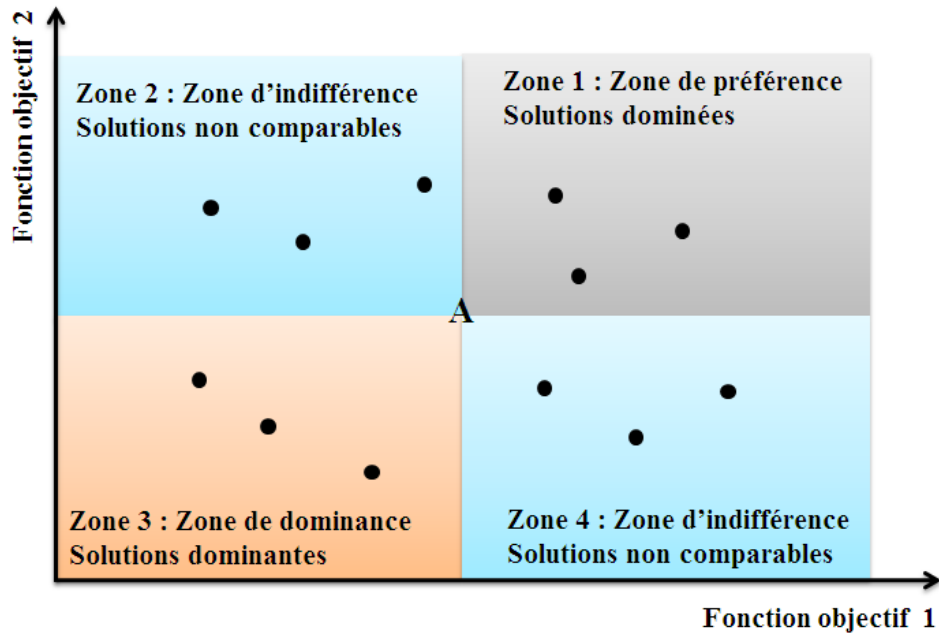 Fonction objectif 2
Zone 2 : Zone d'indifférence
Solutions non comparables
Zone 1 : Zone de préférence
Solutions dominées
A
Zone 3 : Zone de dominance
Solutions dominantes
Zone 4 : Zone d'indifférence
Solutions non comparables
Fonction objectif 1